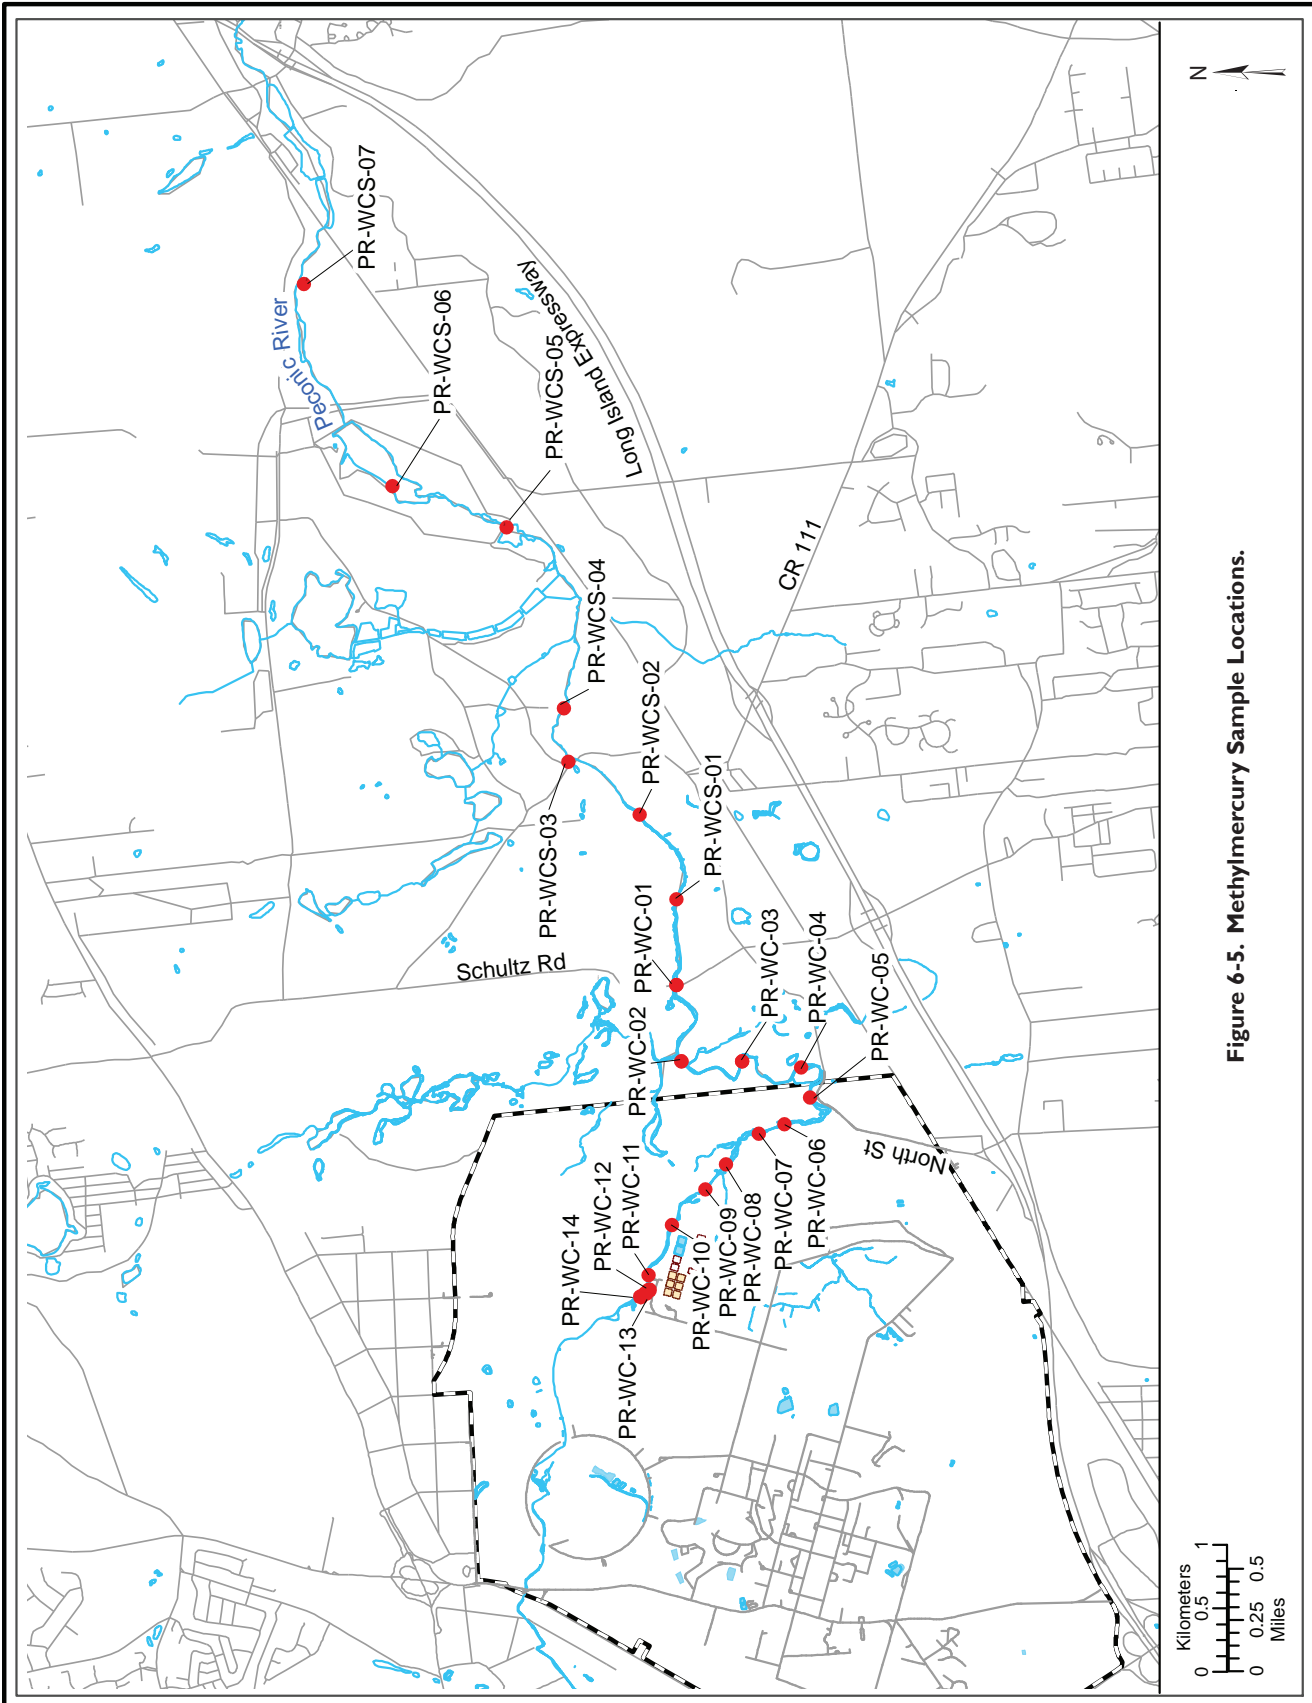 Peconic River
PR-WCS-07
PR-WCS-06
PR-WCS-05
Long Island Expressway
PR-WCS-04
CR 111
PR-WCS-03
PR-WCS-02
PR-WCS-01
Schultz Rd
PR-WC-01
PR-WC-02
PR-WC-03
PR-WC-04
PR-WC-05
North St
PR-WC-14
PR-WC-12
PR-WC-11
PR-WC-13
PR-WC-10
PR-WC-09
PR-WC-08
PR-WC-07
PR-WC-06
N
Kilometers
0 0.5 1
0 0.25 0.5
Miles
Figure 6-5. Methylmercury Sample Locations.